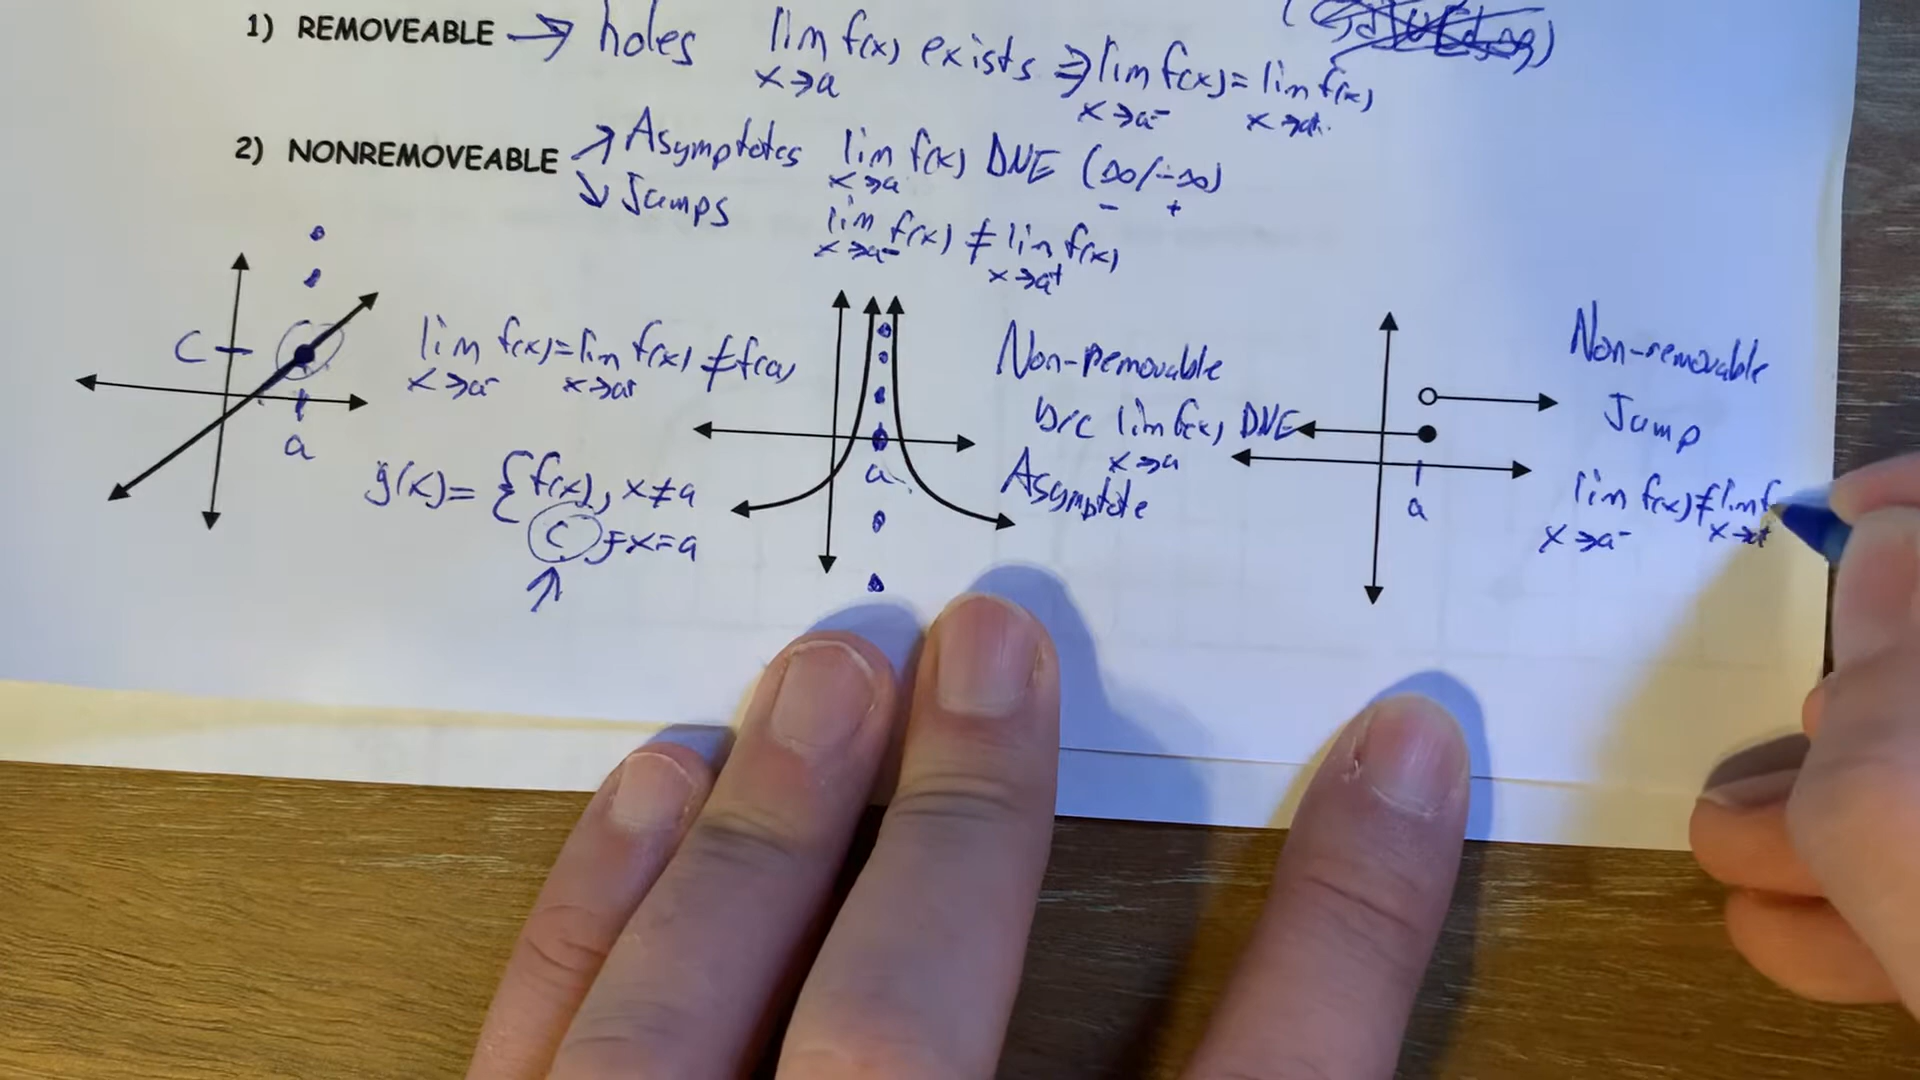 1) REMOVEABLE → holes lim f(x) exists ⇒ lim f(x) = lim f(x)
x→a x→a⁻ x→a⁺
2) NONREMOVEABLE ↗ Asymptotes lim f(x) DNE (∞/-∞)
x→a - +
↘ Jumps lim f(x) ≠ lim f(x)
x→a⁻ x→a⁺
C
a
lim f(x) = lim f(x) ≠ f(a)
x→a⁻ x→a⁺
g(x) = { f(x), x≠a
C, x=a
↑
a
Non-Removable
b/c lim f(x) DNE
x→a
Asymptote
a
Non-removable
Jump
lim f(x) ≠ lim f
x→a⁻ x→a⁺